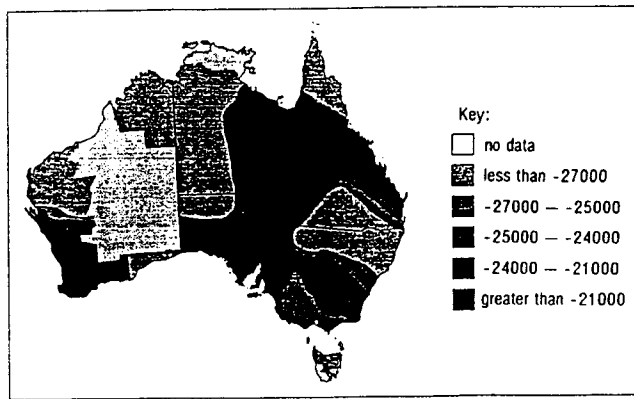 Key:
no data
less than -27000
-27000 — -25000
-25000 — -24000
-24000 — -21000
greater than -21000